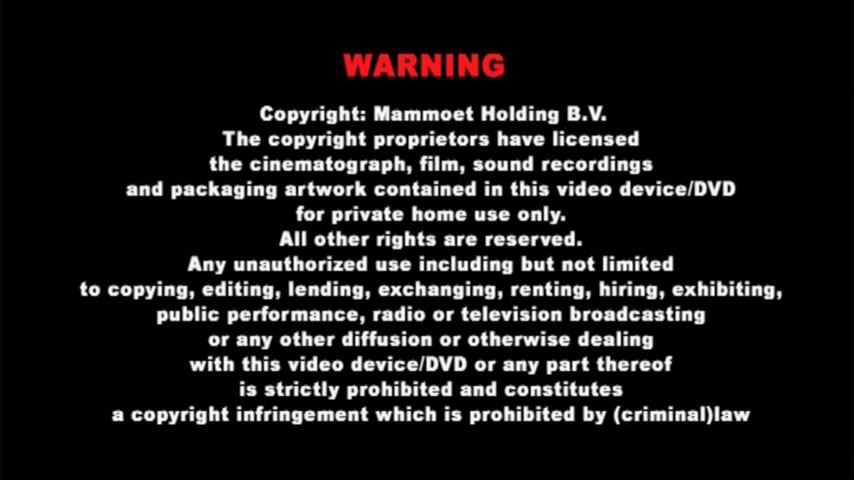 WARNING
Copyright: Mammoet Holding B.V.
The copyright proprietors have licensed
the cinematograph, film, sound recordings
and packaging artwork contained in this video device/DVD
for private home use only.
All other rights are reserved.
Any unauthorized use including but not limited
to copying, editing, lending, exchanging, renting, hiring, exhibiting,
public performance, radio or television broadcasting
or any other diffusion or otherwise dealing
with this video device/DVD or any part thereof
is strictly prohibited and constitutes
a copyright infringement which is prohibited by (criminal)law